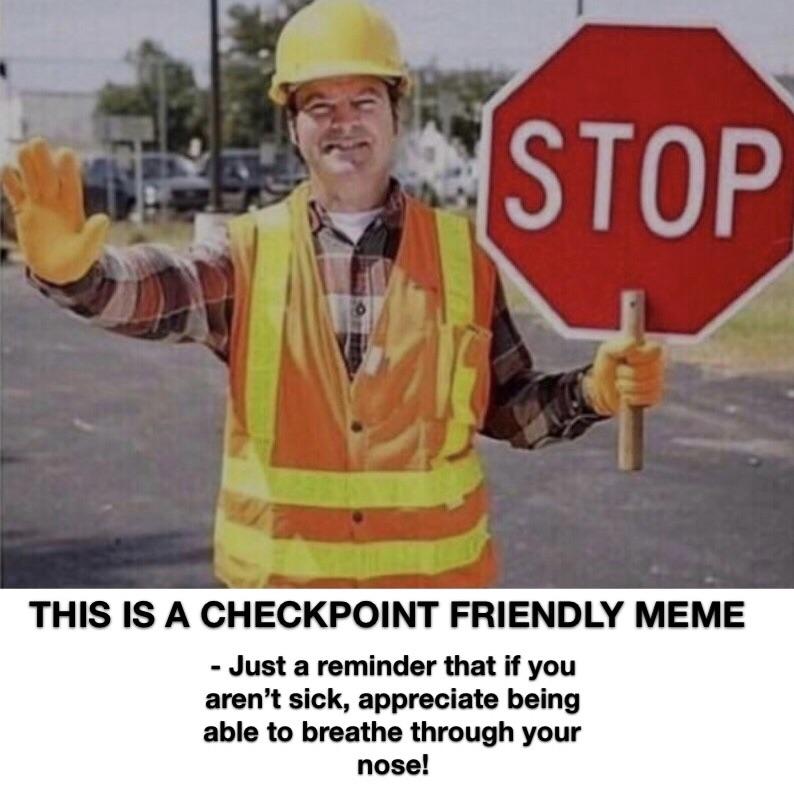 STOP
THIS IS A CHECKPOINT FRIENDLY MEME
- Just a reminder that if you
aren't sick, appreciate being
able to breathe through your
nose!